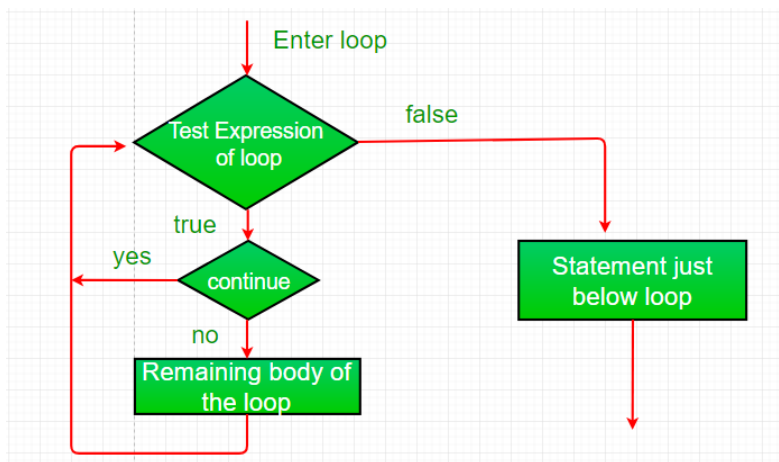 Enter loop
Test Expression
of loop
false
true
yes
continue
no
Remaining body of
the loop
Statement just
below loop